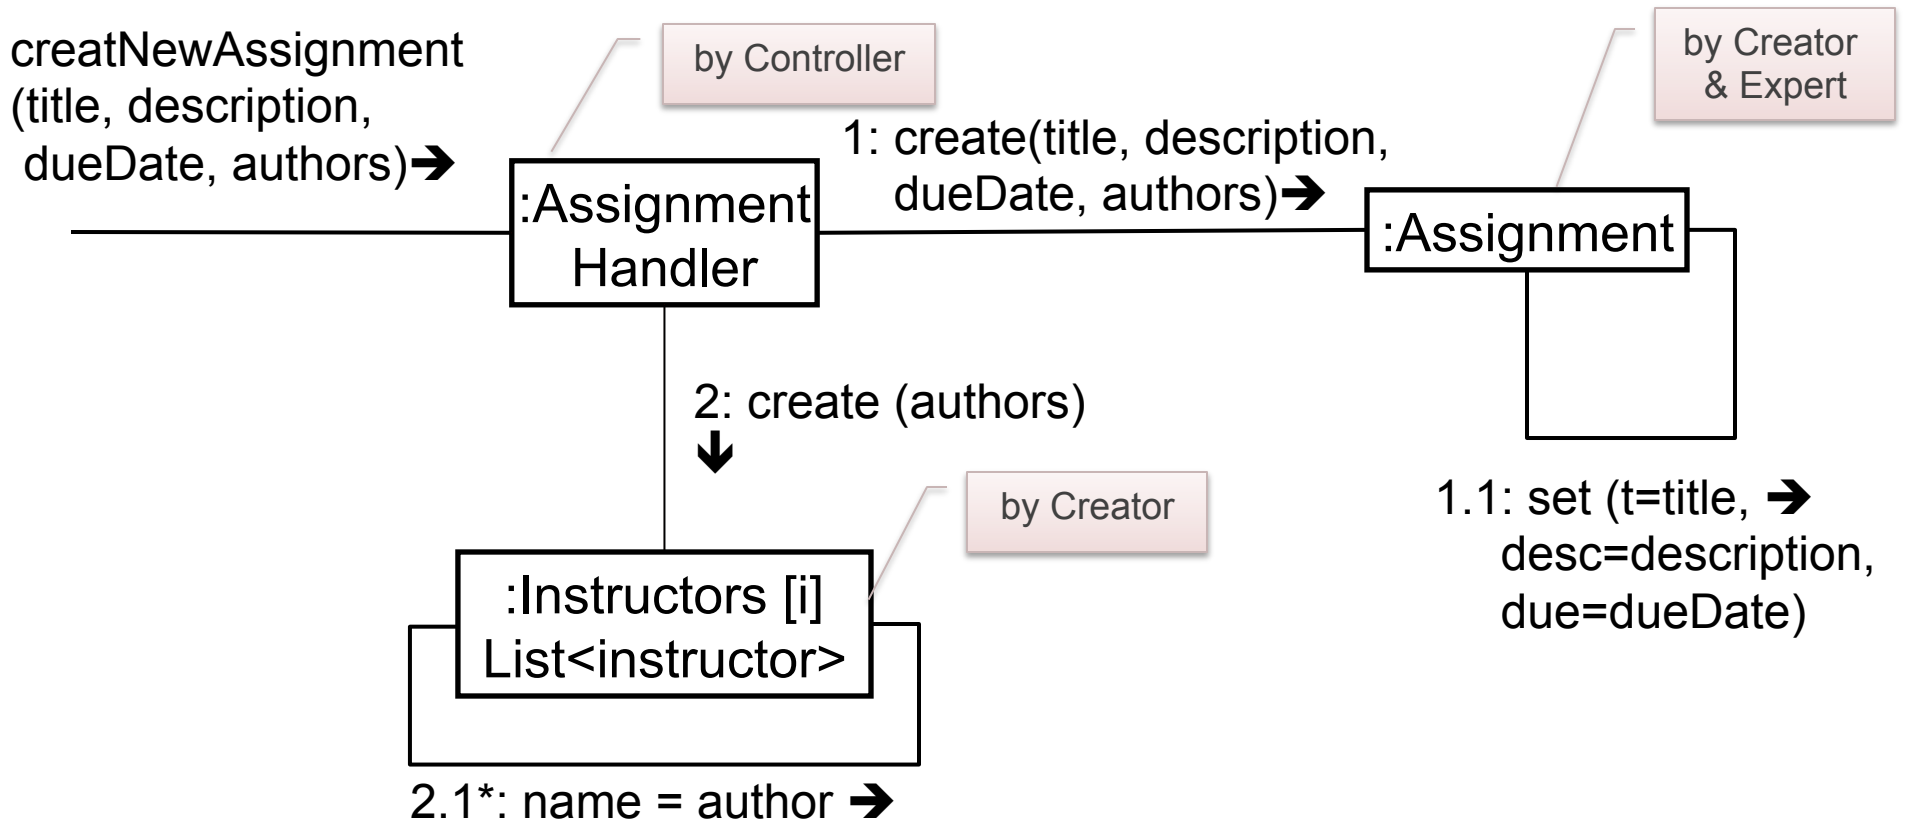 creatNewAssignment
(title, description,
dueDate, authors)➔
by Controller
by Creator
& Expert
1: create(title, description,
dueDate, authors)➔
:Assignment
Handler
:Assignment
2: create (authors)
🡫
by Creator
1.1: set (t=title, ➔
desc=description,
due=dueDate)
:Instructors [i]
List<instructor>
2.1*: name = author ➔